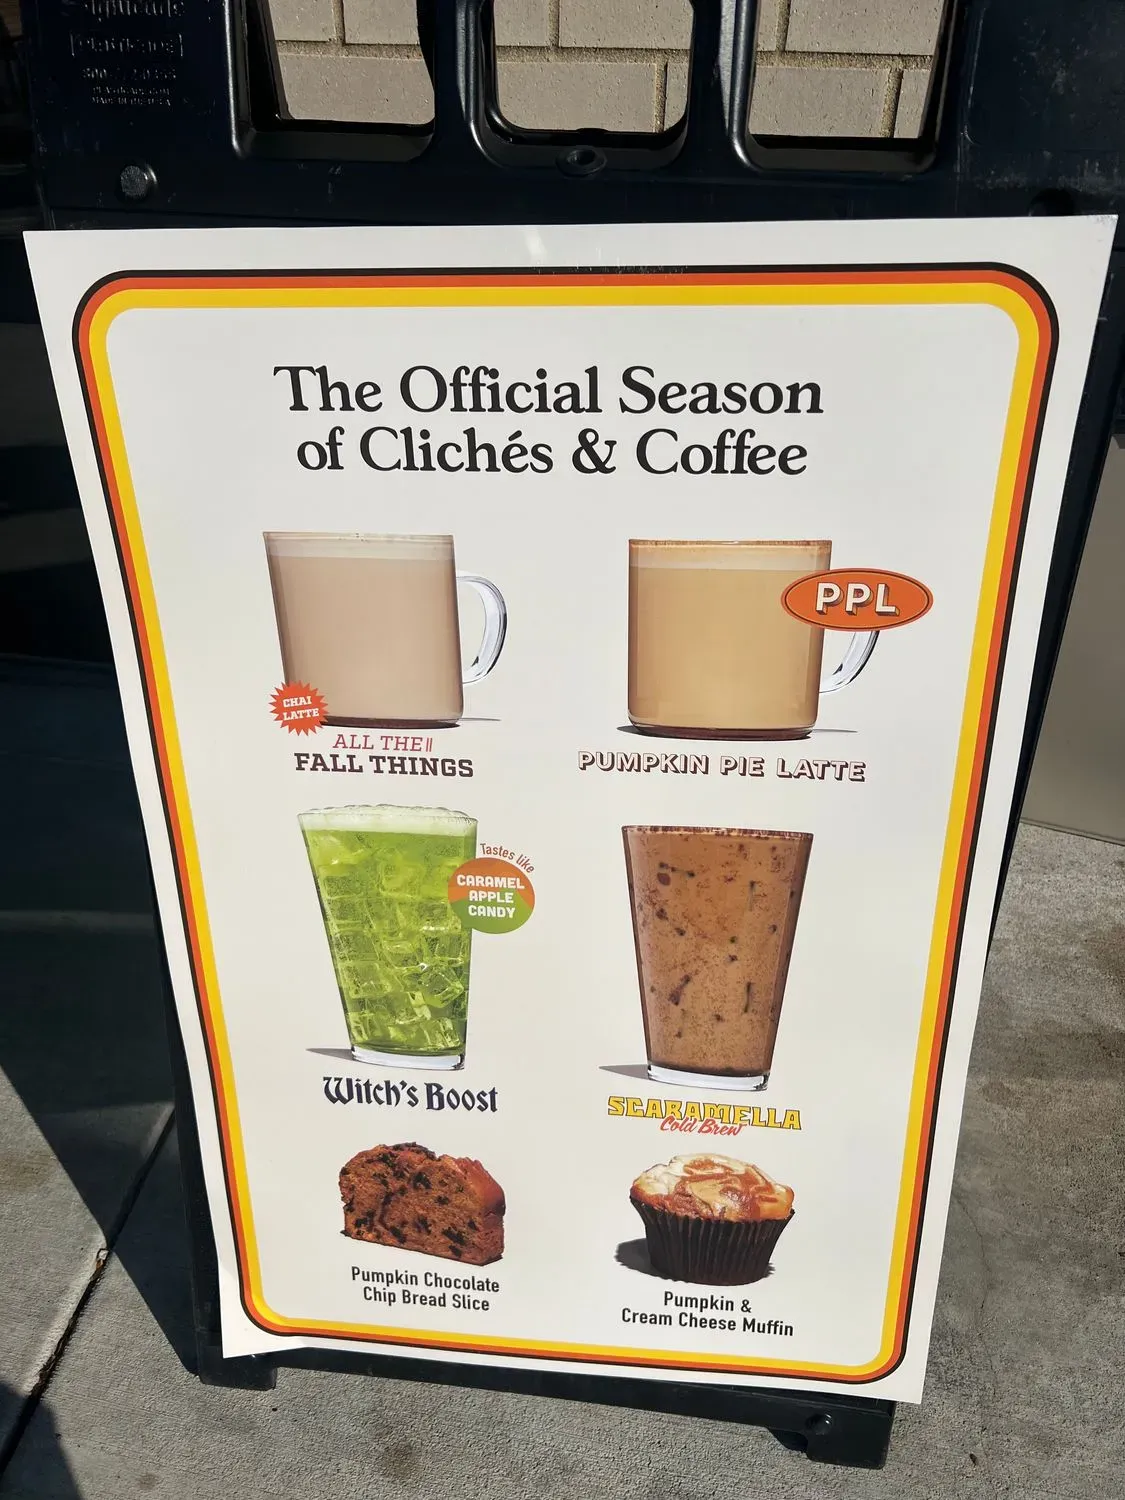 The Official Season
of Clichés & Coffee
PPL
CHAI
LATTE
ALL THE
FALL THINGS
PUMPKIN PIE LATTE
Tastes like
CARAMEL
APPLE
CANDY
Witch's Boost
SCARAMELLA
Cold Brew
Pumpkin Chocolate
Chip Bread Slice
Pumpkin &
Cream Cheese Muffin